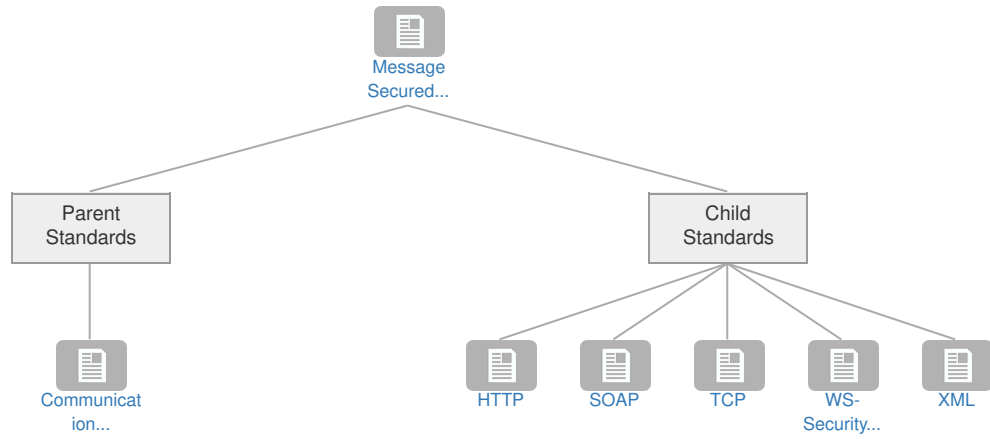 Message
Secured...
Parent
Standards
Child
Standards
Communicat
ion...
HTTP
SOAP
TCP
WS-
Security...
XML